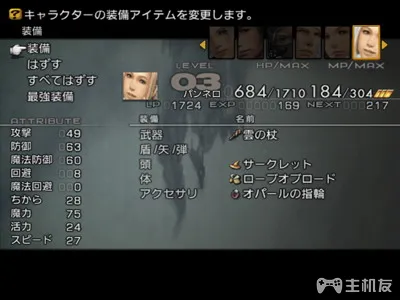 キャラクターの装備アイテムを変更します。
装備
装備
はずす
すべてはずす
最強装備
LEVEL HP/MAX MP/MAX
パンネロ 03 684/1710 184/304
LP 1724 EXP 169 NEXT 217
ATTRIBUTE 装備 名前
攻撃 49
防御 63
魔法防御 60
回避 8
魔法回避 0
ちから 28
魔力 75
活力 24
スピード 27
武器 雲の杖
盾/矢/弾
頭 サークレット
体 ローブオブロード
アクセサリ オパールの指輪
主机友